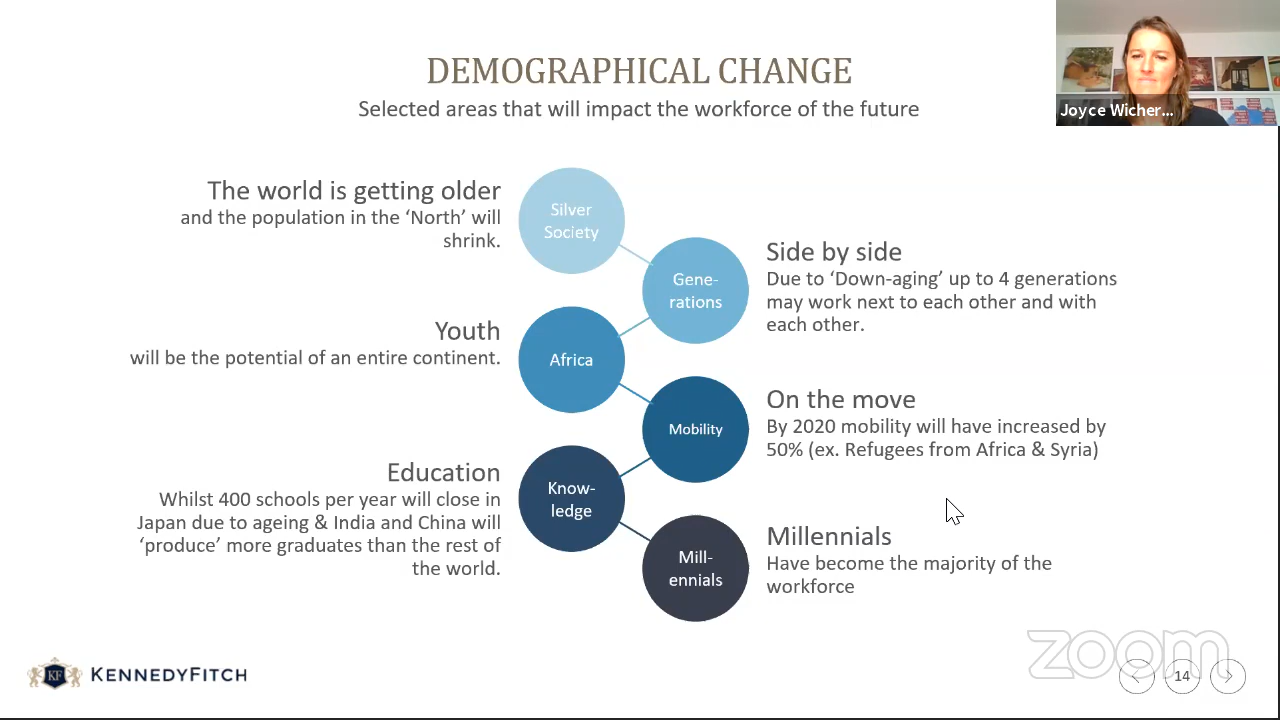 DEMOGRAPHICAL CHANGE
Selected areas that will impact the workforce of the future
Joyce Wicher...
The world is getting older
and the population in the ‘North’ will
shrink.
Silver
Society
Gene-
rations
Side by side
Due to ‘Down-aging’ up to 4 generations
may work next to each other and with
each other.
Youth
will be the potential of an entire continent.
Africa
Mobility
On the move
By 2020 mobility will have increased by
50% (ex. Refugees from Africa & Syria)
Education
Whilst 400 schools per year will close in
Japan due to ageing & India and China will
‘produce’ more graduates than the rest of
the world.
Know-
ledge
Mill-
ennials
Millennials
Have become the majority of the
workforce
KF
KENNEDYFITCH
zoom
14